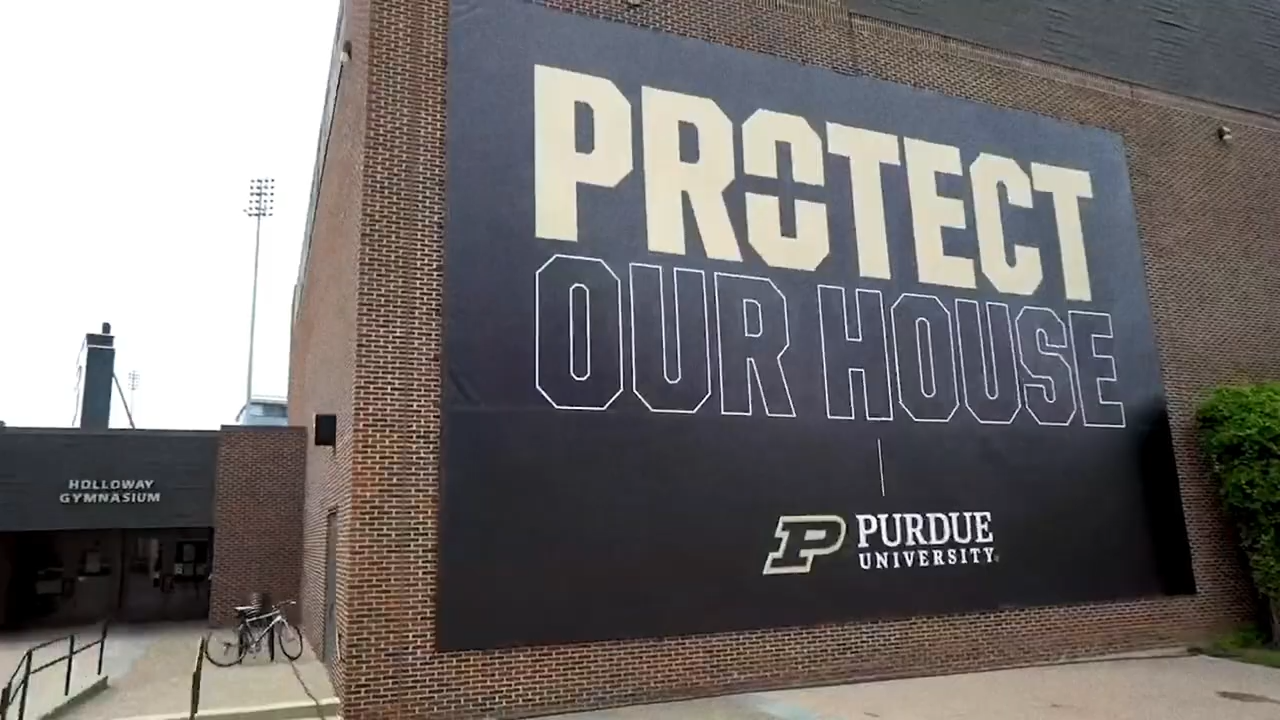 PROTECT
OUR HOUSE
P PURDUE
UNIVERSITY
HOLLOWAY
GYMNASIUM